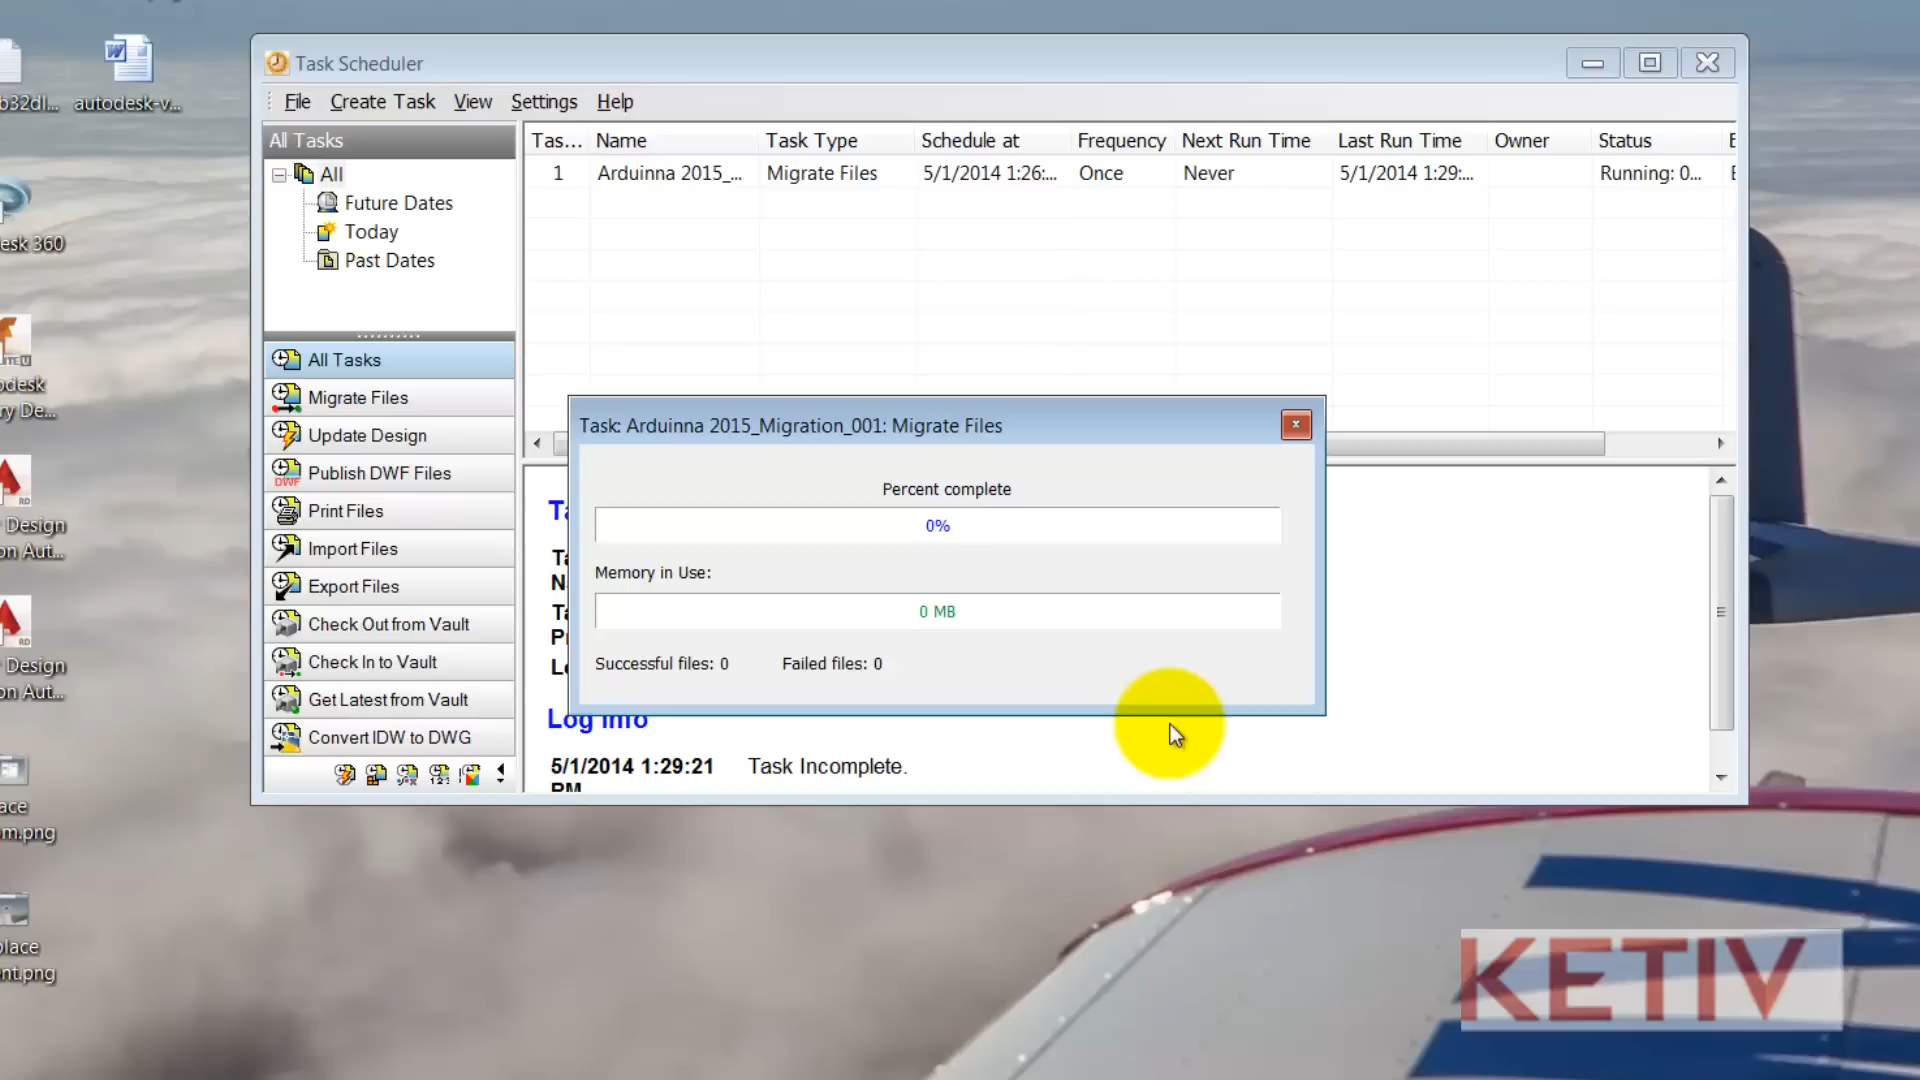 autodesk-v...
b32dl...
esk 360
odesk
ry De...
Design
on Aut...
Design
on Aut...
ace
m.png
lace
nt.png
Task Scheduler
File Create Task View Settings Help
All Tasks
All
Future Dates
Today
Past Dates
All Tasks
Migrate Files
Update Design
Publish DWF Files
Print Files
Import Files
Export Files
Check Out from Vault
Check In to Vault
Get Latest from Vault
Convert IDW to DWG
Tas... Name Task Type Schedule at Frequency Next Run Time Last Run Time Owner Status
1 Arduinna 2015_... Migrate Files 5/1/2014 1:26:... Once Never 5/1/2014 1:29:... Running: 0...
Task: Arduinna 2015_Migration_001: Migrate Files
Percent complete
0%
Memory in Use:
0 MB
Successful files: 0 Failed files: 0
Log Info
5/1/2014 1:29:21 Task Incomplete.
PM
KETIV